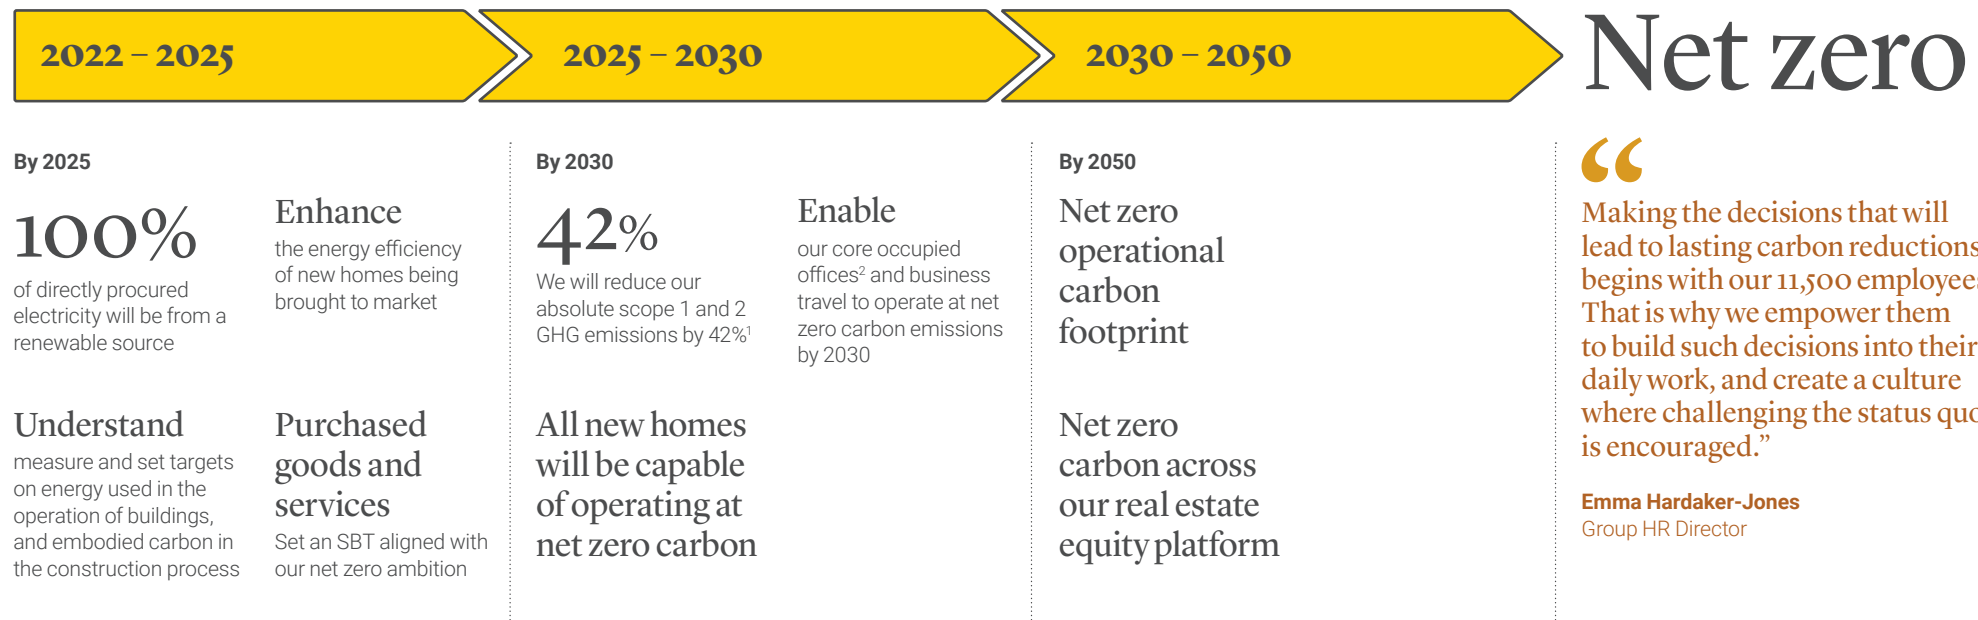 2022 – 2025
2025 – 2030
2030 – 2050
Net zero
By 2025
100%
of directly procured
electricity will be from a
renewable source
Enhance
the energy efficiency
of new homes being
brought to market
Understand
measure and set targets
on energy used in the
operation of buildings,
and embodied carbon in
the construction process
Purchased
goods and
services
Set an SBT aligned with
our net zero ambition
By 2030
42%
We will reduce our
absolute scope 1 and 2
GHG emissions by 42%¹
Enable
our core occupied
offices² and business
travel to operate at net
zero carbon emissions
by 2030
All new homes
will be capable
of operating at
net zero carbon
By 2050
Net zero
operational
carbon
footprint
Net zero
carbon across
our real estate
equity platform
“
Making the decisions that will
lead to lasting carbon reductions
begins with our 11,500 employees
That is why we empower them
to build such decisions into their
daily work, and create a culture
where challenging the status quo
is encouraged.”
Emma Hardaker-Jones
Group HR Director